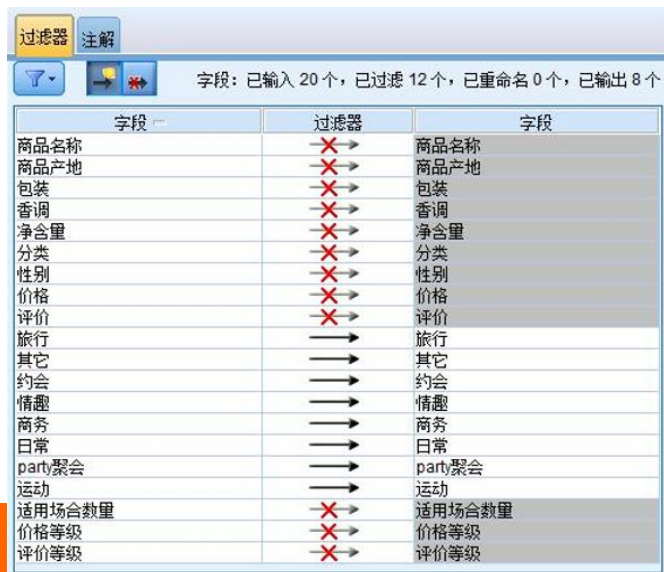 过滤器 注解
字段：已输入 20个，已过滤 12个，已重命名 0个，已输出 8个
字段 过滤器 字段
商品名称 商品名称
商品产地 商品产地
包装 包装
香调 香调
净含量 净含量
分类 分类
性别 性别
价格 价格
评价 评价
旅行 旅行
其它 其它
约会 约会
情趣 情趣
商务 商务
日常 日常
party聚会 party聚会
运动 运动
适用场合数量 适用场合数量
价格等级 价格等级
评价等级 评价等级